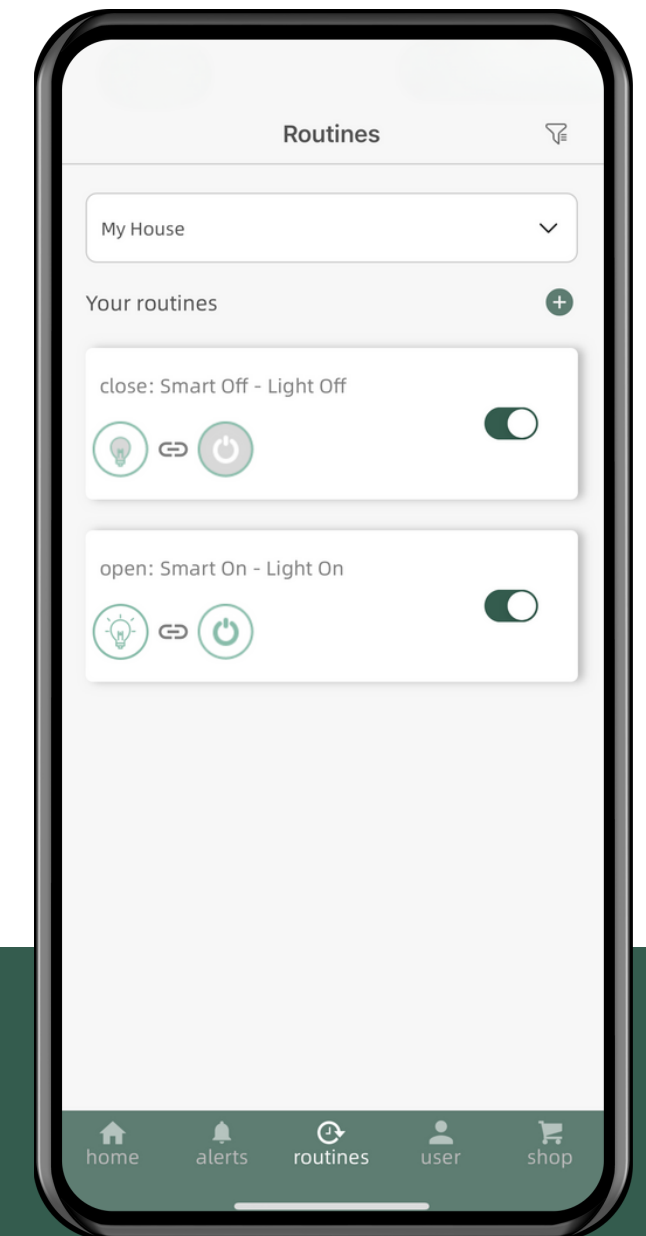 Routines
My House
Your routines
close: Smart Off - Light Off
open: Smart On - Light On
home alerts routines user shop